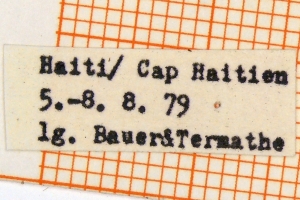 Haiti/ Cap Haitien
5.-8. 8. 79
lg. Bauer&Termathe